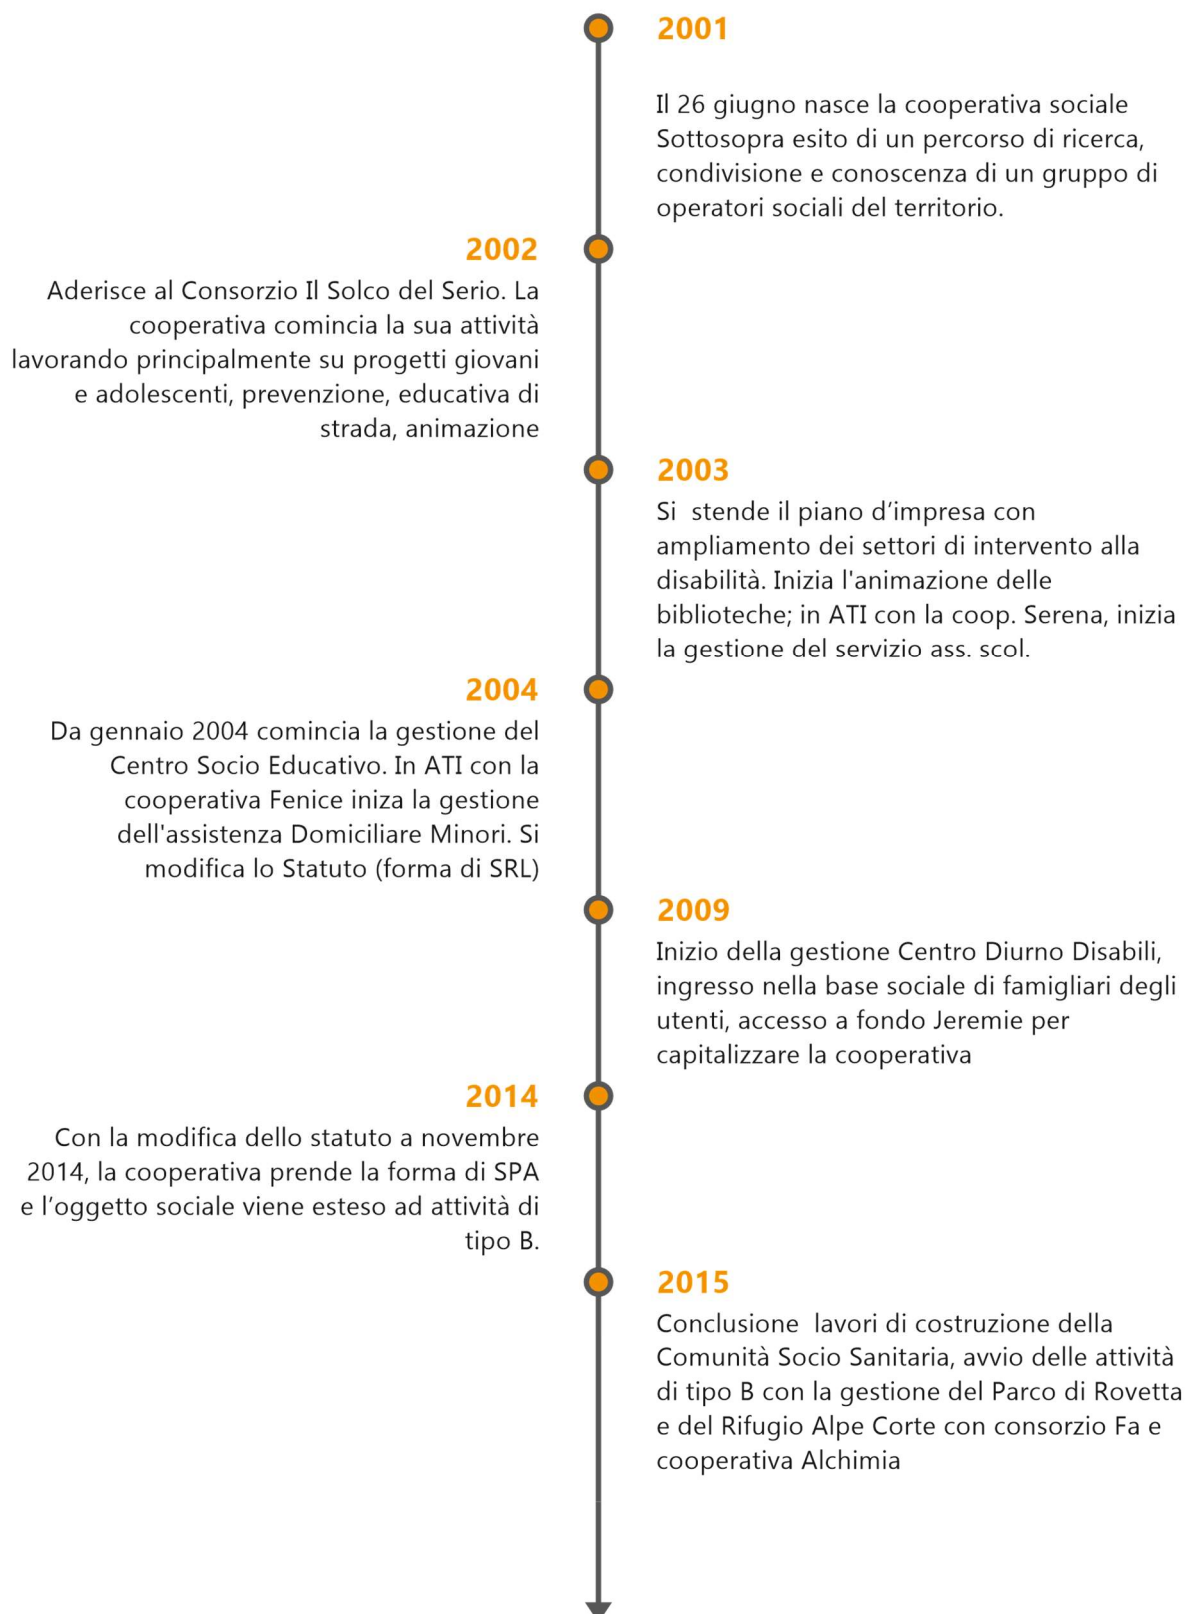 2001
Il 26 giugno nasce la cooperativa sociale
Sottosopra esito di un percorso di ricerca,
condivisione e conoscenza di un gruppo di
operatori sociali del territorio.
2002
Aderisce al Consorzio Il Solco del Serio. La
cooperativa comincia la sua attività
lavorando principalmente su progetti giovani
e adolescenti, prevenzione, educativa di
strada, animazione
2003
Si  stende il piano d’impresa con
ampliamento dei settori di intervento alla
disabilità. Inizia l'animazione delle
biblioteche; in ATI con la coop. Serena, inizia
la gestione del servizio ass. scol.
2004
Da gennaio 2004 comincia la gestione del
Centro Socio Educativo. In ATI con la
cooperativa Fenice iniza la gestione
dell'assistenza Domiciliare Minori. Si
modifica lo Statuto (forma di SRL)
2009
Inizio della gestione Centro Diurno Disabili,
ingresso nella base sociale di famigliari degli
utenti, accesso a fondo Jeremie per
capitalizzare la cooperativa
2014
Con la modifica dello statuto a novembre
2014, la cooperativa prende la forma di SPA
e l’oggetto sociale viene esteso ad attività di
tipo B.
2015
Conclusione  lavori di costruzione della
Comunità Socio Sanitaria, avvio delle attività
di tipo B con la gestione del Parco di Rovetta
e del Rifugio Alpe Corte con consorzio Fa e
cooperativa Alchimia